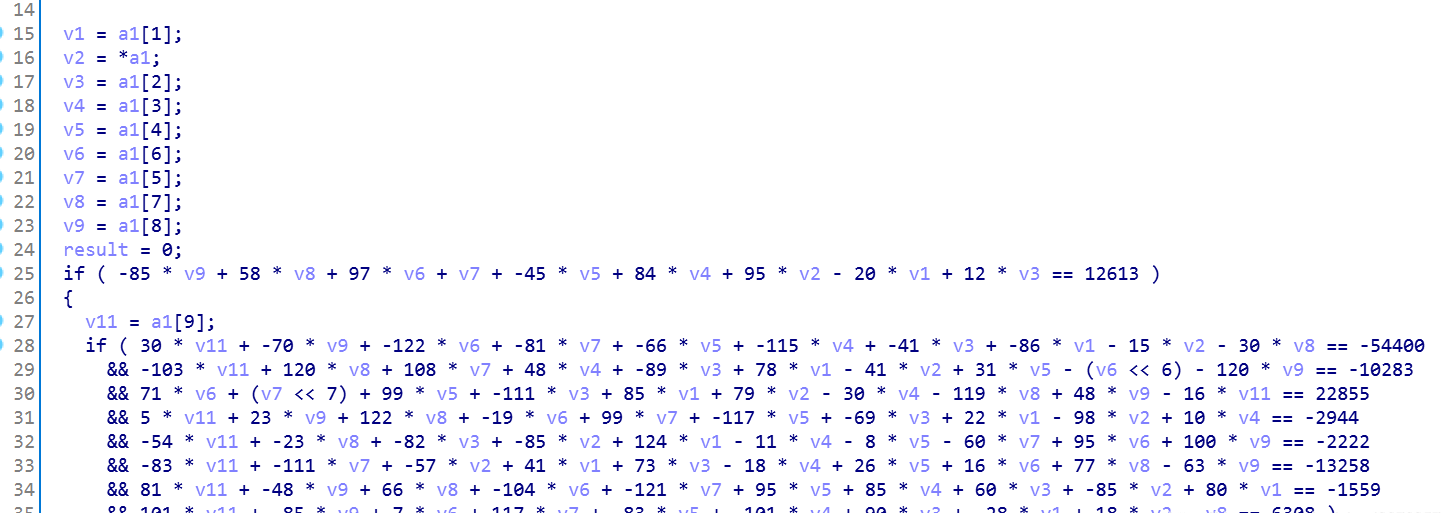 14
15 v1 = a1[1];
16 v2 = *a1;
17 v3 = a1[2];
18 v4 = a1[3];
19 v5 = a1[4];
20 v6 = a1[6];
21 v7 = a1[5];
22 v8 = a1[7];
23 v9 = a1[8];
24 result = 0;
25 if ( -85 * v9 + 58 * v8 + 97 * v6 + v7 + -45 * v5 + 84 * v4 + 95 * v2 - 20 * v1 + 12 * v3 == 12613 )
26 {
27 v11 = a1[9];
28 if ( 30 * v11 + -70 * v9 + -122 * v6 + -81 * v7 + -66 * v5 + -115 * v4 + -41 * v3 + -86 * v1 - 15 * v2 - 30 * v8 == -54400
29 && -103 * v11 + 120 * v8 + 108 * v7 + 48 * v4 + -89 * v3 + 78 * v1 - 41 * v2 + 31 * v5 - (v6 << 6) - 120 * v9 == -10283
30 && 71 * v6 + (v7 << 7) + 99 * v5 + -111 * v3 + 85 * v1 + 79 * v2 - 30 * v4 - 119 * v8 + 48 * v9 - 16 * v11 == 22855
31 && 5 * v11 + 23 * v9 + 122 * v8 + -19 * v6 + 99 * v7 + -117 * v5 + -69 * v3 + 22 * v1 - 98 * v2 + 10 * v4 == -2944
32 && -54 * v11 + -23 * v8 + -82 * v3 + -85 * v2 + 124 * v1 - 11 * v4 - 8 * v5 - 60 * v7 + 95 * v6 + 100 * v9 == -2222
33 && -83 * v11 + -111 * v7 + -57 * v2 + 41 * v1 + 73 * v3 - 18 * v4 + 26 * v5 + 16 * v6 + 77 * v8 - 63 * v9 == -13258
34 && 81 * v11 + -48 * v9 + 66 * v8 + -104 * v6 + -121 * v7 + 95 * v5 + 85 * v4 + 60 * v3 + -85 * v2 + 80 * v1 == -1559